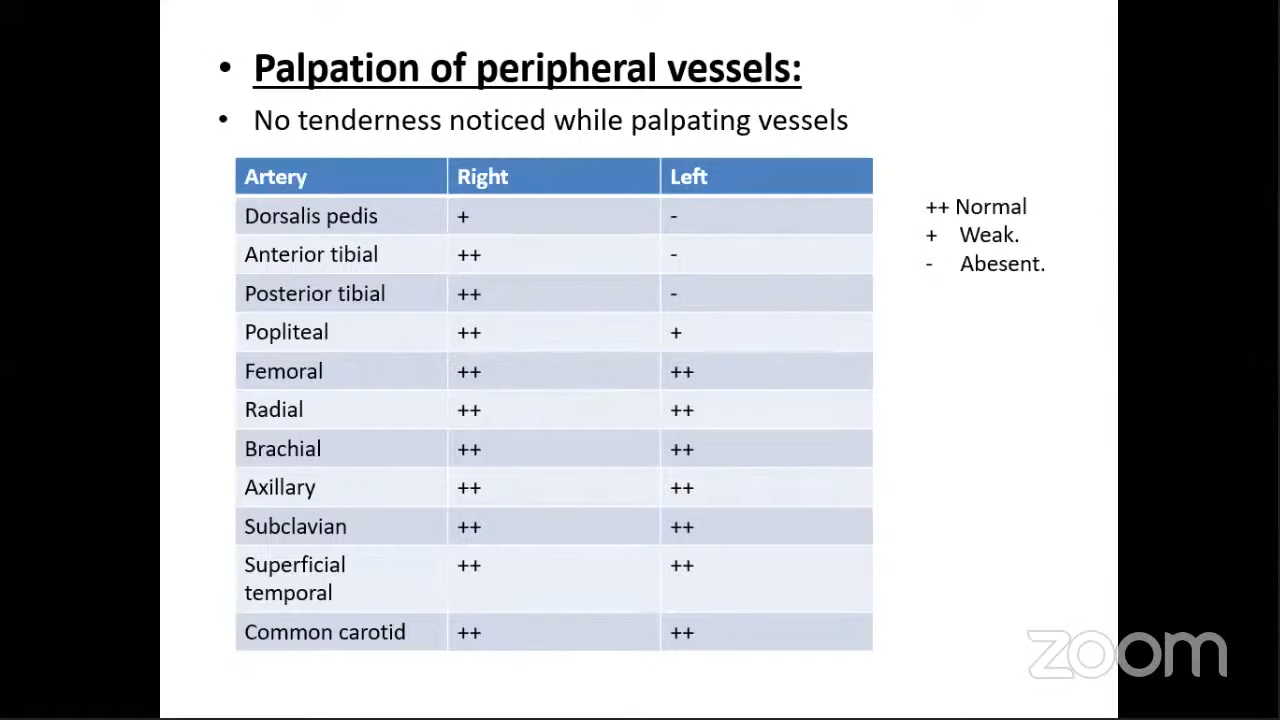 • Palpation of peripheral vessels:
• No tenderness noticed while palpating vessels
Artery Right Left
Dorsalis pedis + -
Anterior tibial ++ -
Posterior tibial ++ -
Popliteal ++ +
Femoral ++ ++
Radial ++ ++
Brachial ++ ++
Axillary ++ ++
Subclavian ++ ++
Superficial ++ ++
temporal
Common carotid ++ ++
++ Normal
+ Weak.
- Abesent.
zoom